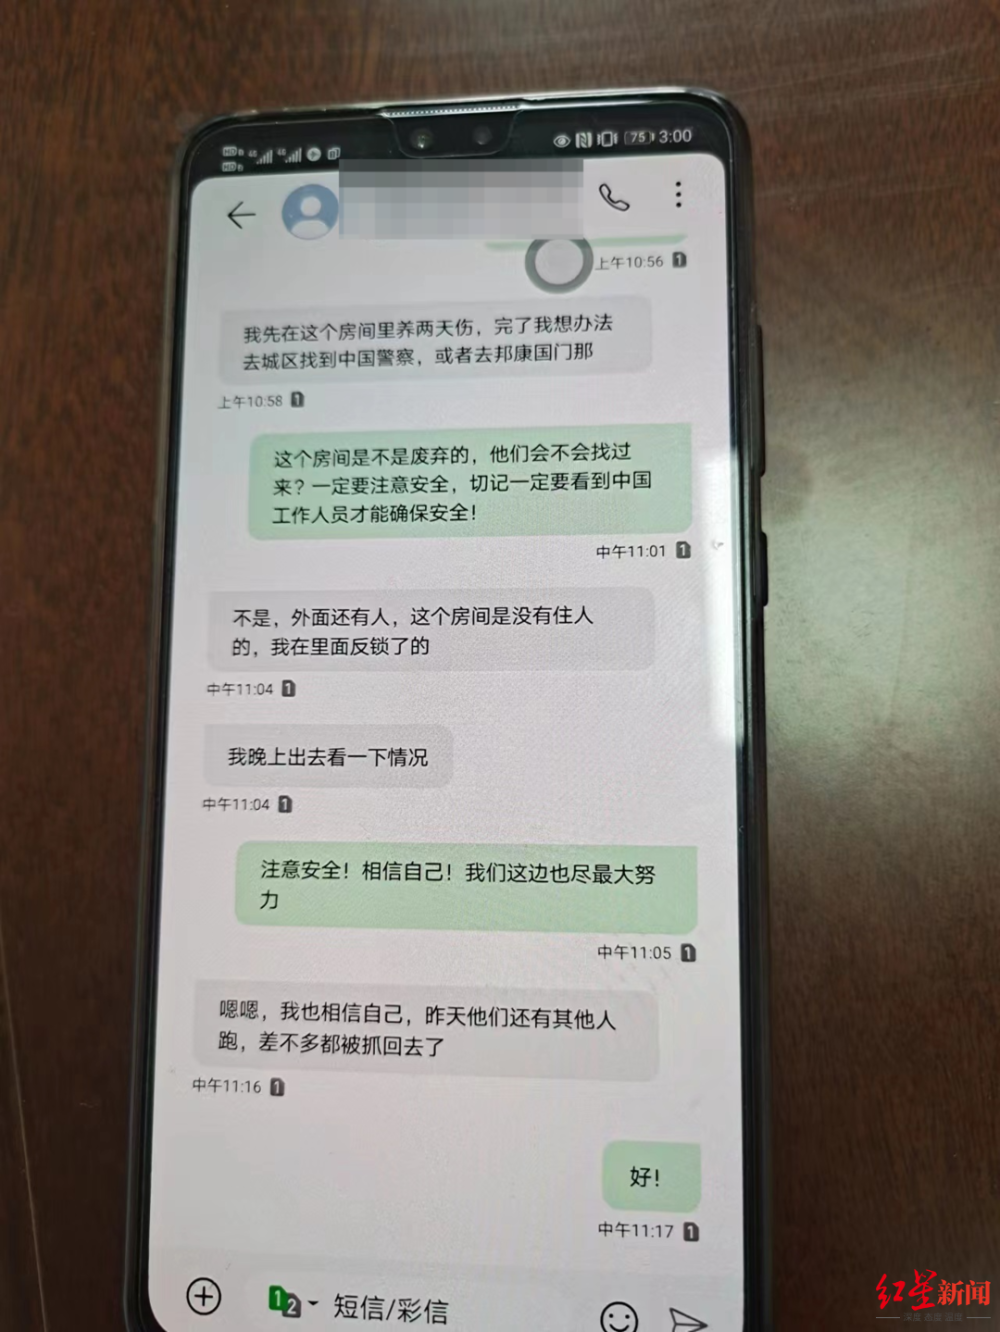 75 3:00
上午10:56 1
我先在这个房间里养两天伤，完了我想办法
去城区找到中国警察，或者去邦康国门那
上午10:58 1
这个房间是不是废弃的，他们会不会找过
来？一定要注意安全，切记一定要看到中国
工作人员才能确保安全！
中午11:01 1
不是，外面还有人，这个房间是没有住人
的，我在里面反锁了的
中午11:04 1
我晚上出去看一下情况
中午11:04 1
注意安全！相信自己！我们这边也尽最大努
力
中午11:05 1
嗯嗯，我也相信自己，昨天他们还有其他人
跑，差不多都被抓回去了
中午11:16 1
好！
中午11:17 1
1 2 短信/彩信
红星新闻